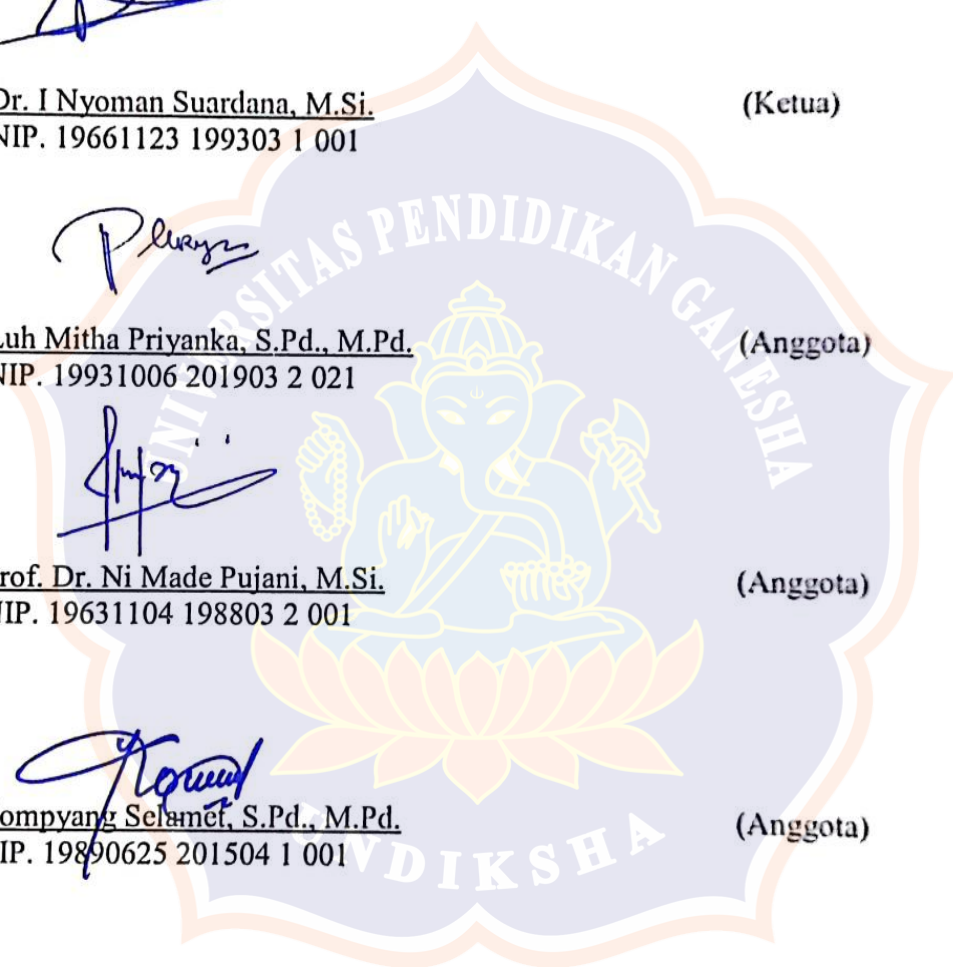 Dr. I Nyoman Suardana, M.Si. (Ketua)
NIP. 19661123 199303 1 001
UNIVERSITAS PENDIDIKAN GANESHA
Luh Mitha Priyanka, S.Pd., M.Pd. (Anggota)
NIP. 19931006 201903 2 021
rof. Dr. Ni Made Pujani, M.Si. (Anggota)
NIP. 19631104 198803 2 001
ompyang Selamet, S.Pd., M.Pd. (Anggota)
IP. 19890625 201504 1 001
UNDIKSHA